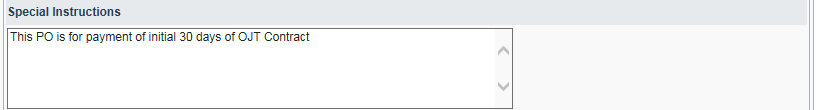 Special Instructions
This PO is for payment of initial 30 days of OJT Contract